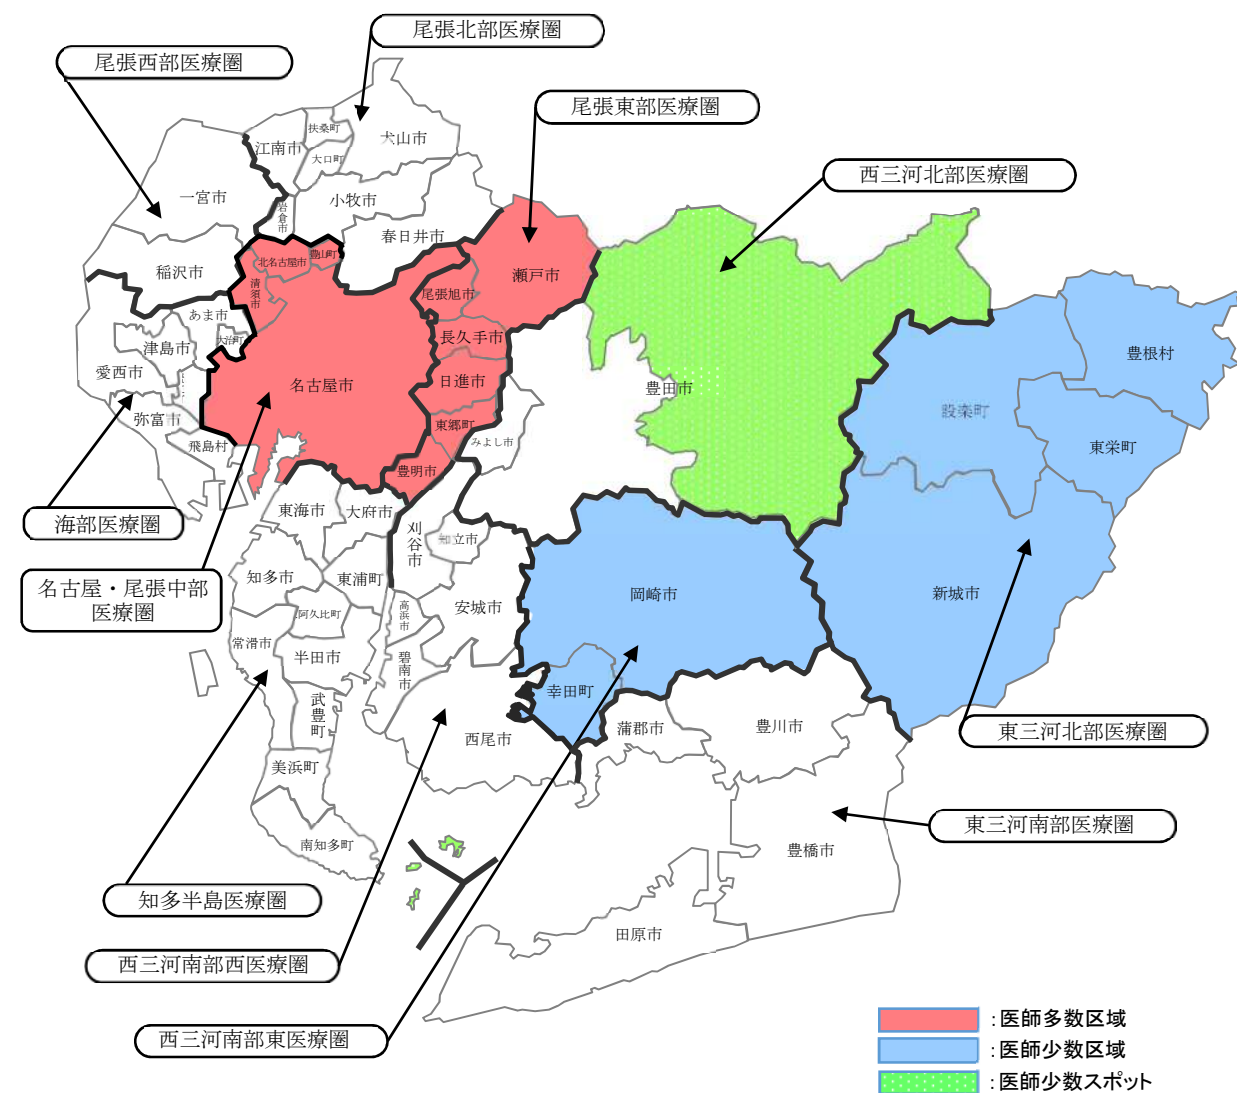 尾張北部医療圏
尾張西部医療圏
尾張東部医療圏
西三河北部医療圏
扶桑町
犬山市
江南市
大口町
一宮市
小牧市
岩倉市
春日井市
稲沢市
北名古屋市
豊山町
瀬戸市
清須市
尾張旭市
あま市
大治町
長久手市
津島市
豊根村
愛西市
名古屋市
日進市
豊田市
設楽町
弥富市
東郷町
みよし市
飛島村
東栄町
豊明市
海部医療圏
東海市
大府市
刈谷市
知立市
名古屋・尾張中部
医療圏
知多市
東浦町
岡崎市
新城市
阿久比町
高浜市
安城市
常滑市
半田市
碧南市
幸田町
武豊町
蒲郡市
豊川市
東三河北部医療圏
西尾市
美浜町
東三河南部医療圏
南知多町
豊橋市
知多半島医療圏
田原市
西三河南部西医療圏
西三河南部東医療圏
:医師多数区域
:医師少数区域
:医師少数スポット